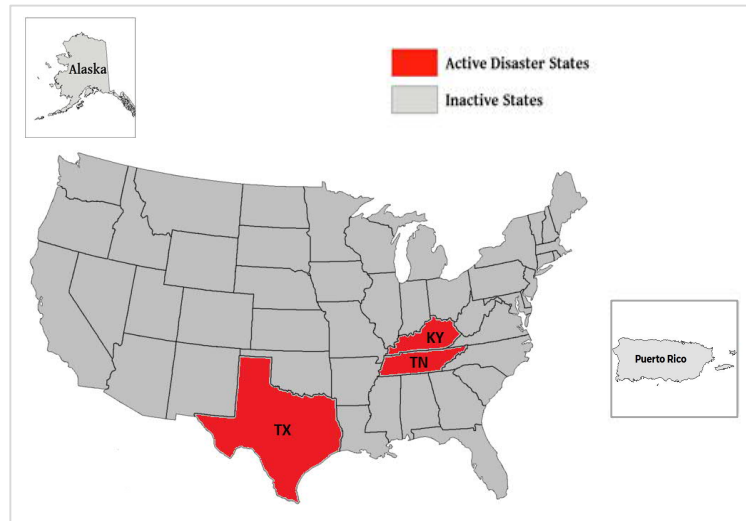 Alaska
Active Disaster States
Inactive States
KY
TN
TX
Puerto Rico